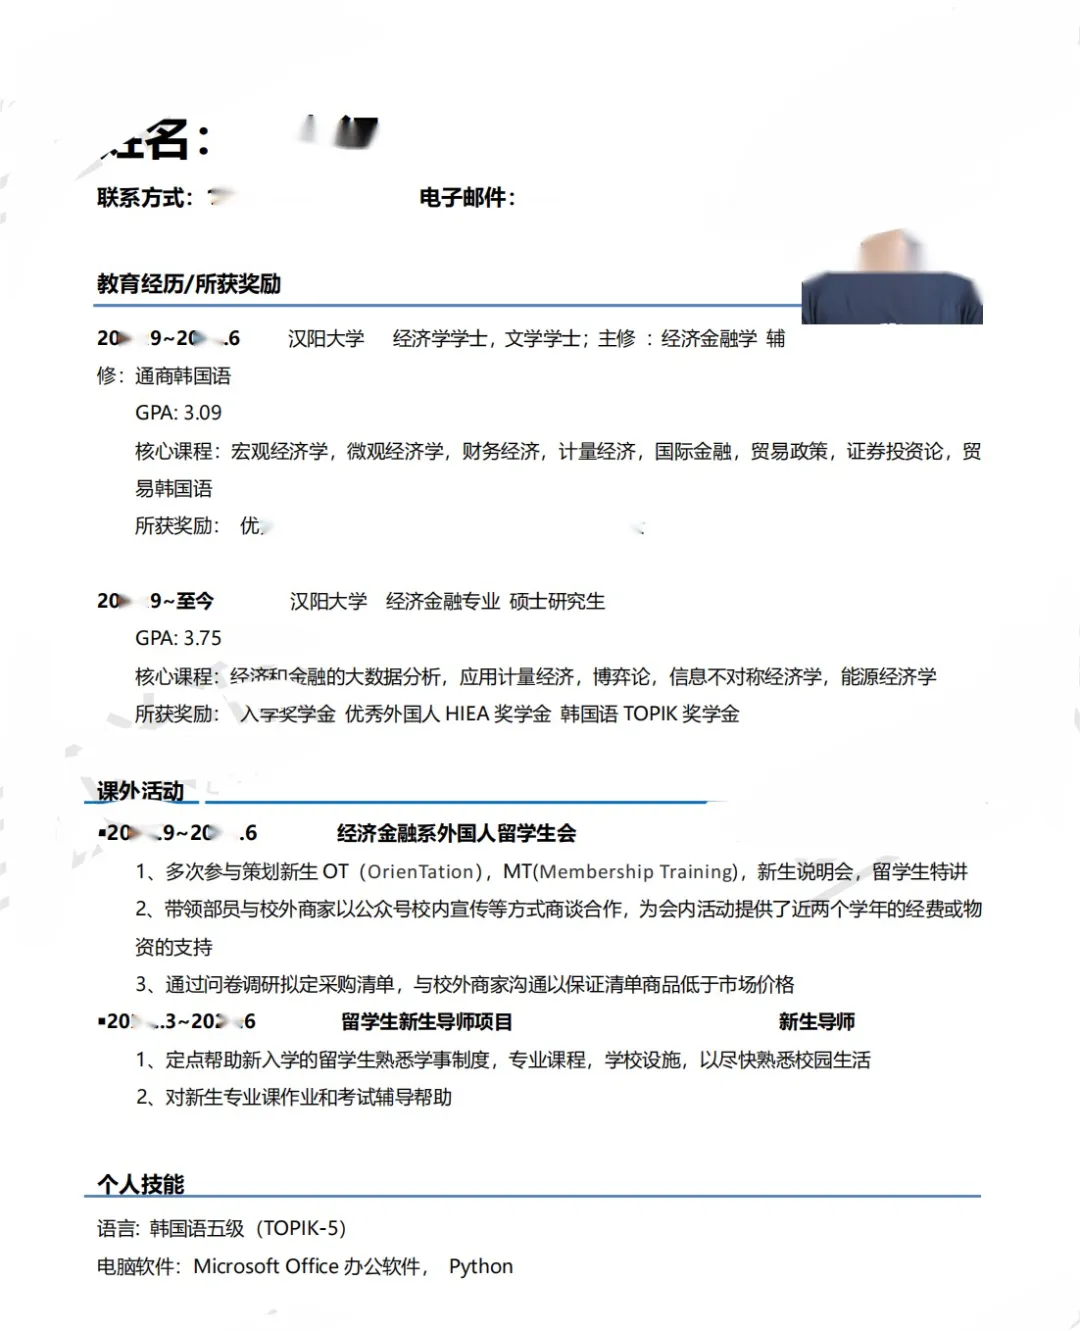 姓名：
联系方式： 电子邮件：
教育经历/所获奖励
20 .9~20 .6 汉阳大学 经济学学士，文学学士；主修 ：经济金融学 辅
修：通商韩国语
GPA: 3.09
核心课程：宏观经济学，微观经济学，财务经济，计量经济，国际金融，贸易政策，证券投资论，贸
易韩国语
所获奖励： 优
20 .9~至今 汉阳大学 经济金融专业 硕士研究生
GPA: 3.75
核心课程：经济和金融的大数据分析，应用计量经济，博弈论，信息不对称经济学，能源经济学
所获奖励： 入学奖学金 优秀外国人 HIEA 奖学金 韩国语 TOPIK 奖学金
课外活动
▪20 .9~20 .6 经济金融系外国人留学生会
1、多次参与策划新生 OT（OrienTation），MT(Membership Training)，新生说明会，留学生特讲
2、带领部员与校外商家以公众号校内宣传等方式商谈合作，为会内活动提供了近两个学年的经费或物
资的支持
3、通过问卷调研拟定采购清单，与校外商家沟通以保证清单商品低于市场价格
▪20 .3~202 .6 留学生新生导师项目 新生导师
1、定点帮助新入学的留学生熟悉学事制度，专业课程，学校设施，以尽快熟悉校园生活
2、对新生专业课作业和考试辅导帮助
个人技能
语言: 韩国语五级（TOPIK-5）
电脑软件：Microsoft Office 办公软件， Python